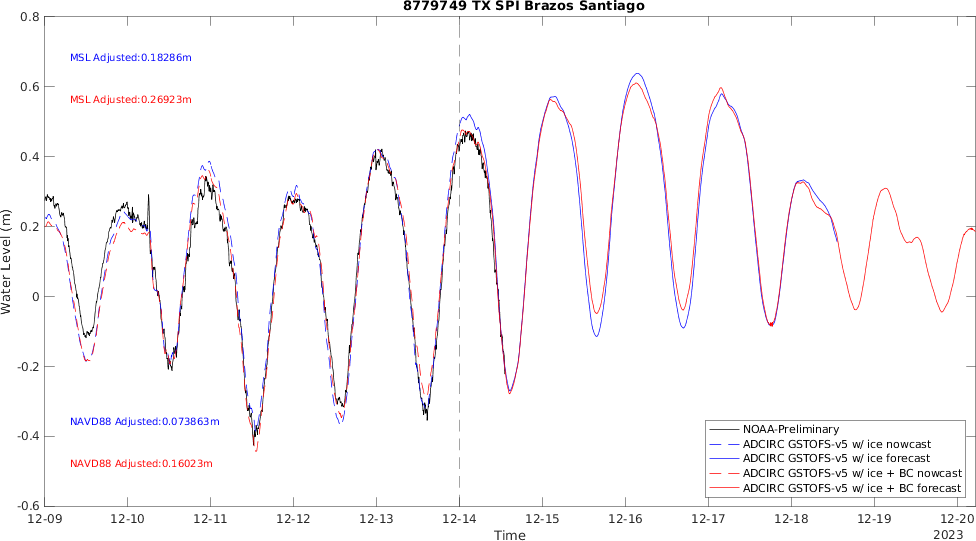 8779749 TX SPI Brazos Santiago
0.8
0.6
0.4
0.2
0
-0.2
-0.4
-0.6
Water Level (m)
MSL Adjusted:0.18286m
MSL Adjusted:0.26923m
NAVD88 Adjusted:0.073863m
NAVD88 Adjusted:0.16023m
NOAA-Preliminary
ADCIRC GSTOFS-v5 w/ ice nowcast
ADCIRC GSTOFS-v5 w/ ice forecast
ADCIRC GSTOFS-v5 w/ ice + BC nowcast
ADCIRC GSTOFS-v5 w/ ice + BC forecast
12-09 12-10 12-11 12-12 12-13 12-14 12-15 12-16 12-17 12-18 12-19 12-20
Time
2023